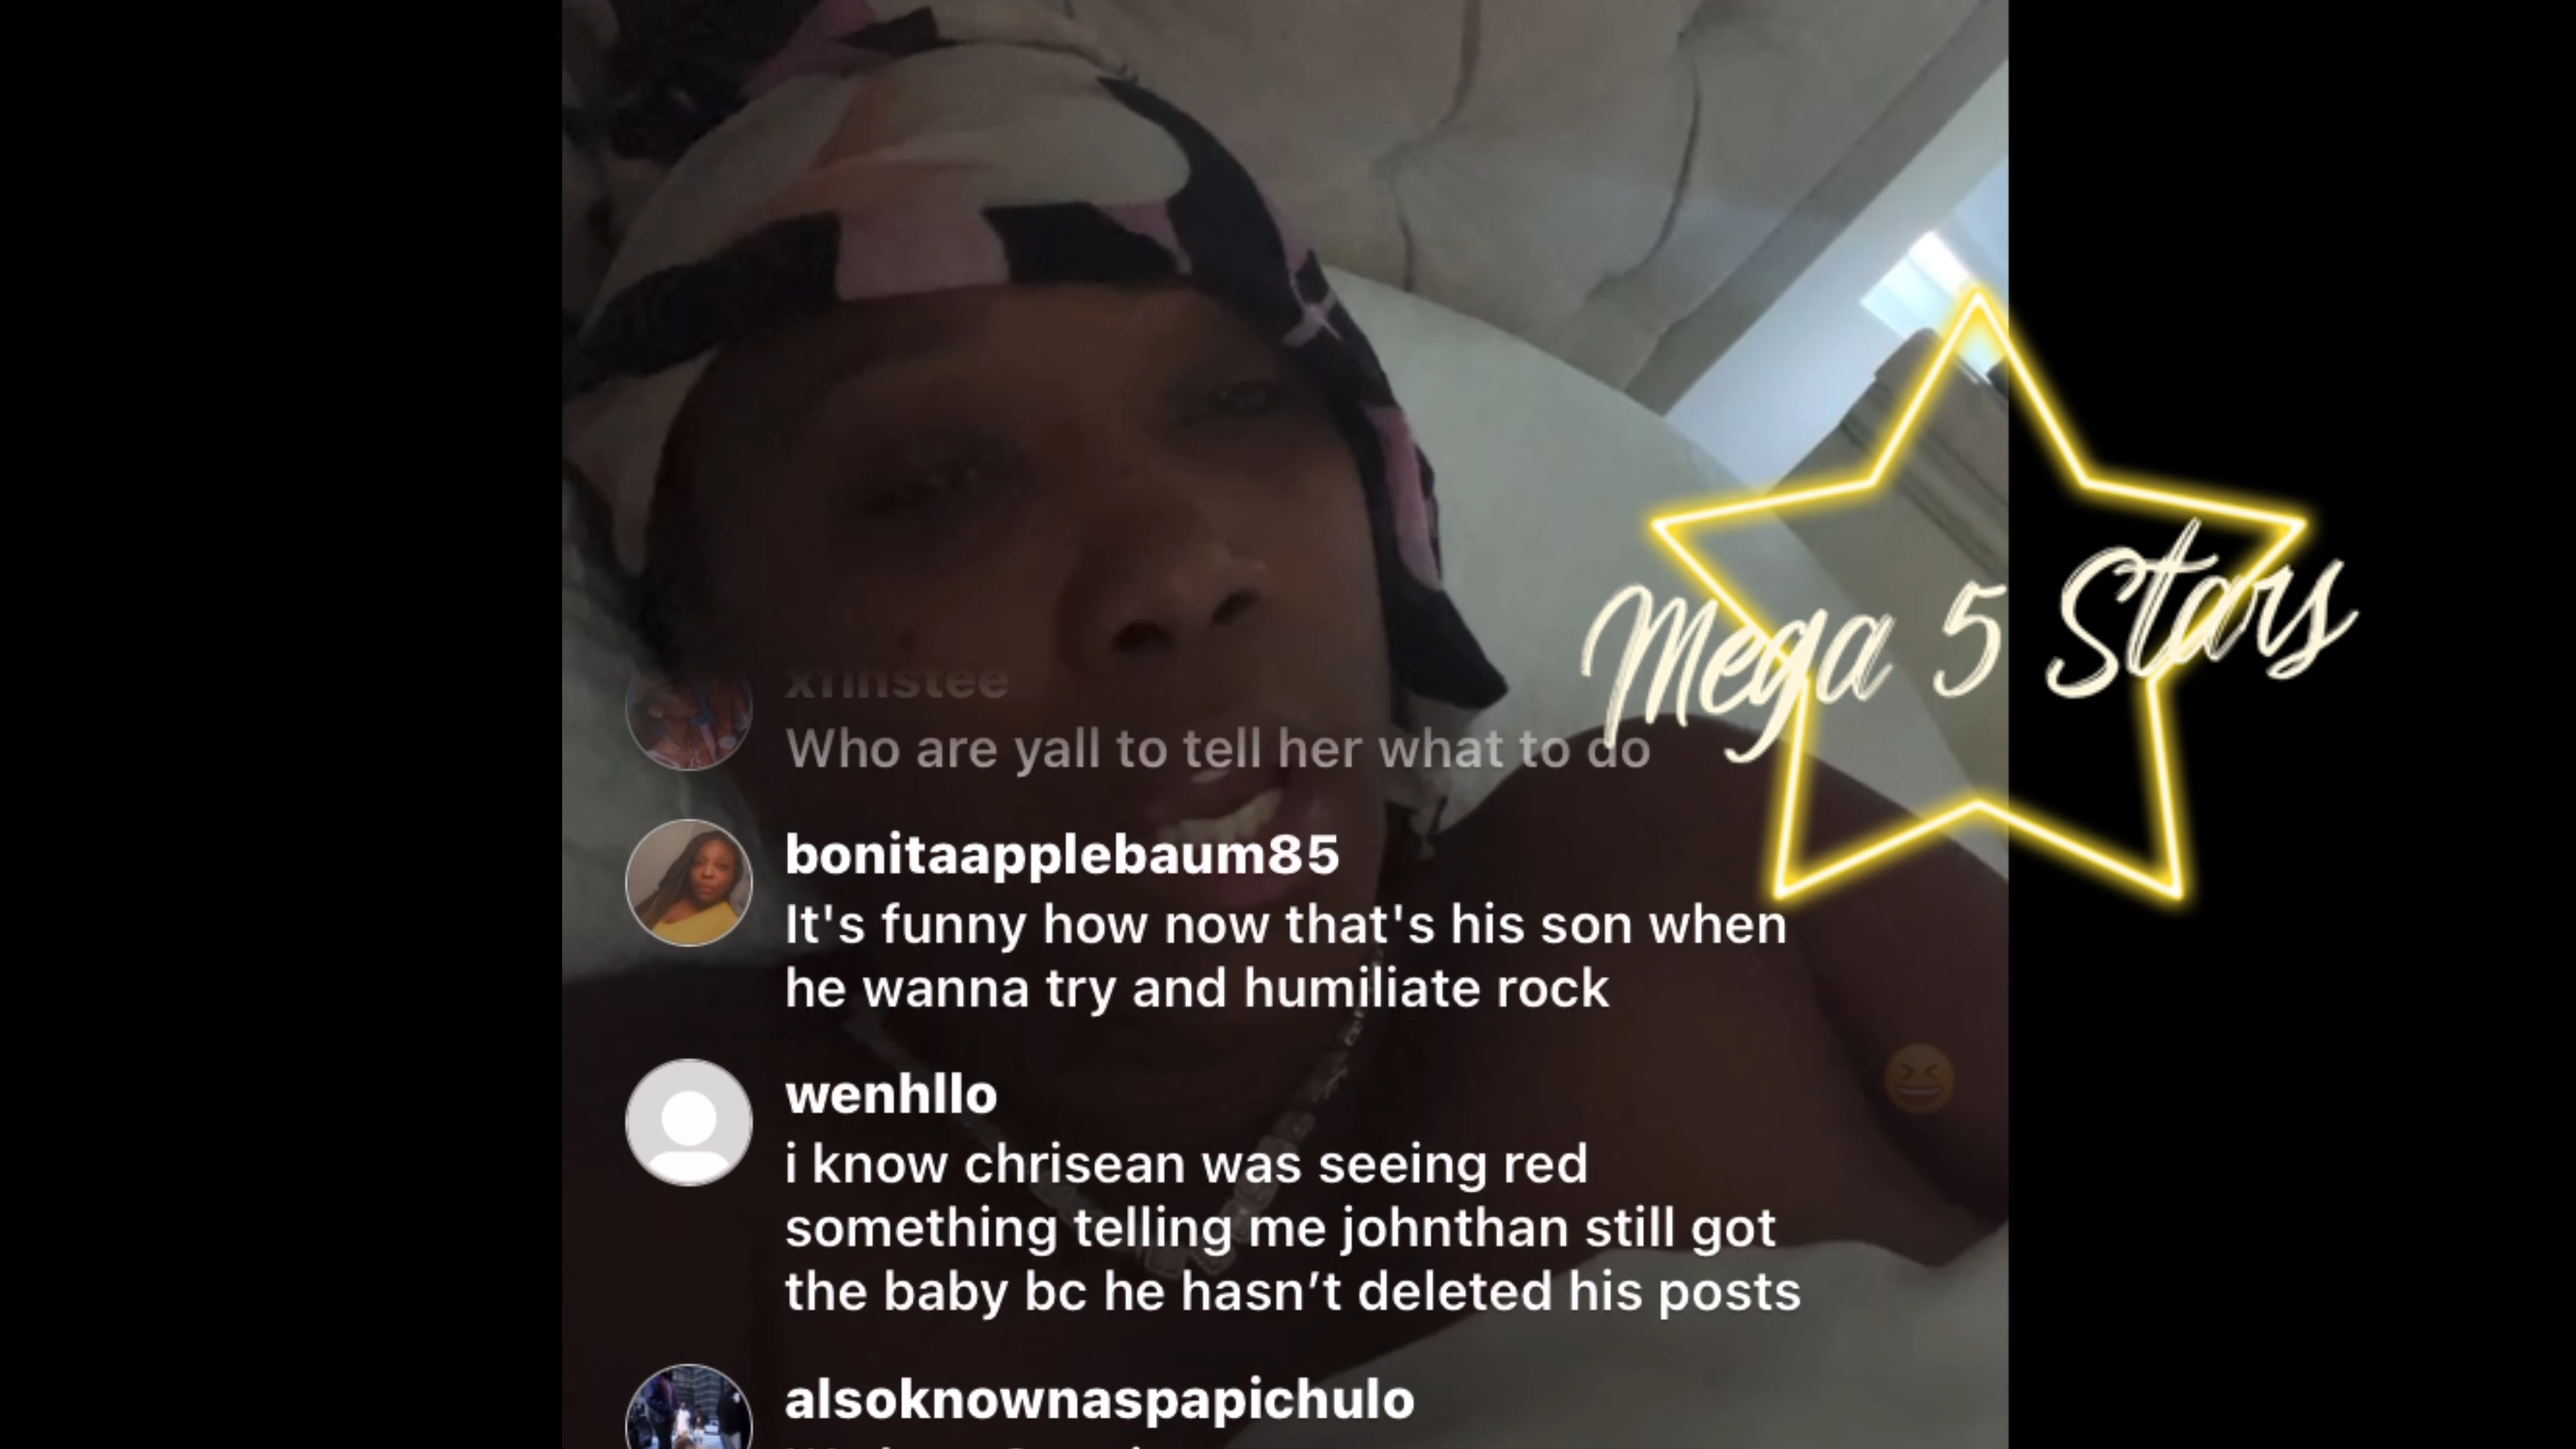 xfinstee
Who are yall to tell her what to do
bonitaapplebaum85
It's funny how now that's his son when
he wanna try and humiliate rock
wenhllo
i know chrisean was seeing red
something telling me johnthan still got
the baby bc he hasn’t deleted his posts
alsoknownaspapichulo
Mega 5 Stars